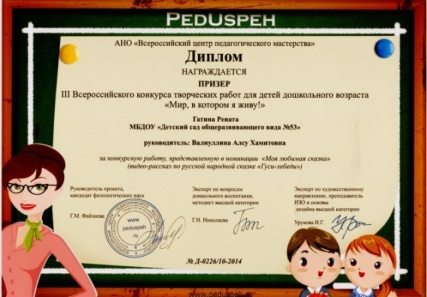 PEDUSPEH
АНО «Всероссийский центр педагогического мастерства»
Диплом
НАГРАЖДАЕТСЯ
ПРИЗЕР
III Всероссийского конкурса творческих работ для детей дошкольного возраста
«Мир, в котором я живу!»
Гатина Рената
МБДОУ «Детский сад общеразвивающего вида №53»
руководитель: Валиуллина Алсу Хамитовна
за конкурсную работу, представленную в номинации «Моя любимая сказка»
(видео-рассказ по русской народной сказке «Гуси-лебеди»)
Руководитель проекта,
кандидат филологических наук
Г.М.
Эксперт по вопросам
дошкольного воспитания,
методист высшей категории
Г.Н. Николаева
Эксперт по художественному
направлению, преподаватель
ИЗО и основы
дизайна высшей категории
Урукова И.Г.
www.
peduspeh
.ru
№ Д-0226/10-2014
www.peduspeh.ru